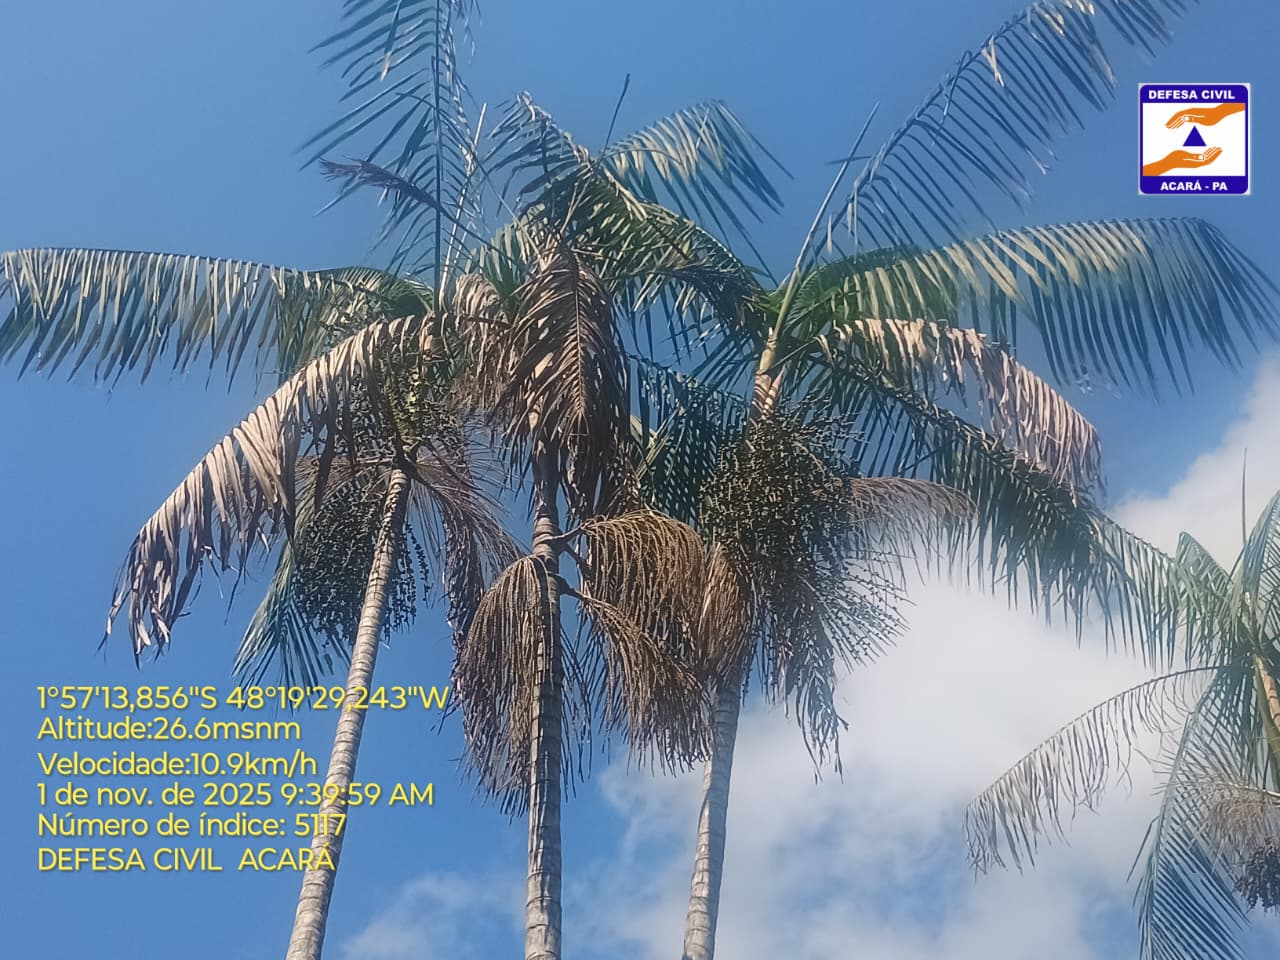 DEFESA CIVIL
ACARÁ - PA
1°57'13,856"S 48°19'29,243"W
Altitude:26.6msnm
Velocidade:10.9km/h
1 de nov. de 2025 9:39:59 AM
Número de índice: 5117
DEFESA CIVIL  ACARÁ